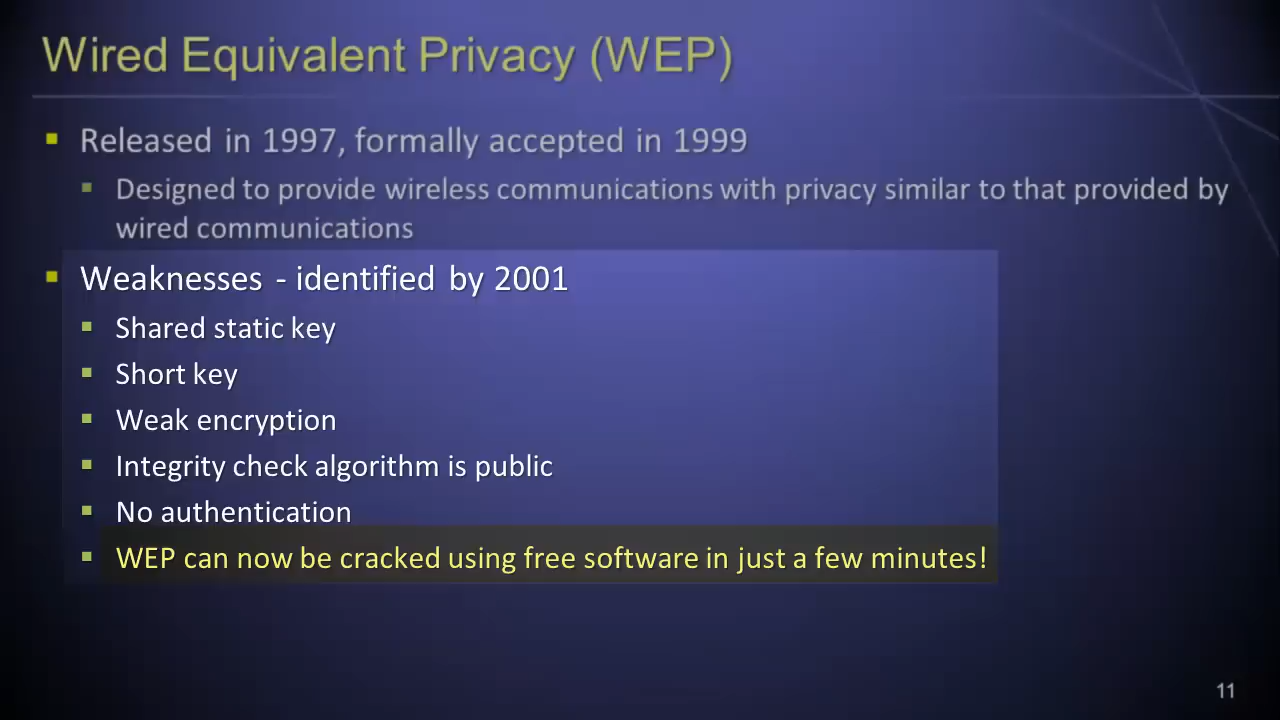 Wired Equivalent Privacy (WEP)
Released in 1997, formally accepted in 1999
Designed to provide wireless communications with privacy similar to that provided by
wired communications
Weaknesses - identified by 2001
Shared static key
Short key
Weak encryption
Integrity check algorithm is public
No authentication
WEP can now be cracked using free software in just a few minutes!
11